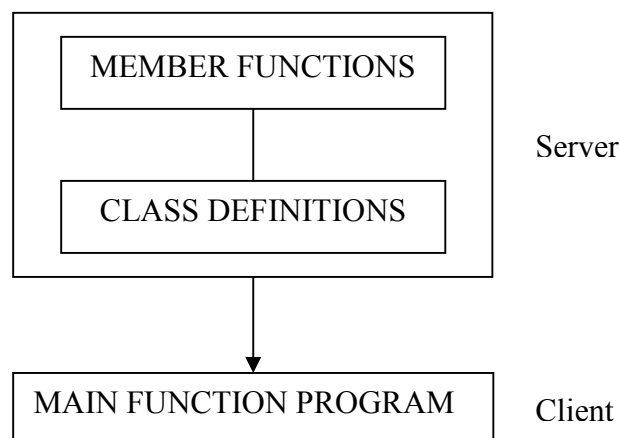 MEMBER FUNCTIONS
Server
CLASS DEFINITIONS
MAIN FUNCTION PROGRAM
Client